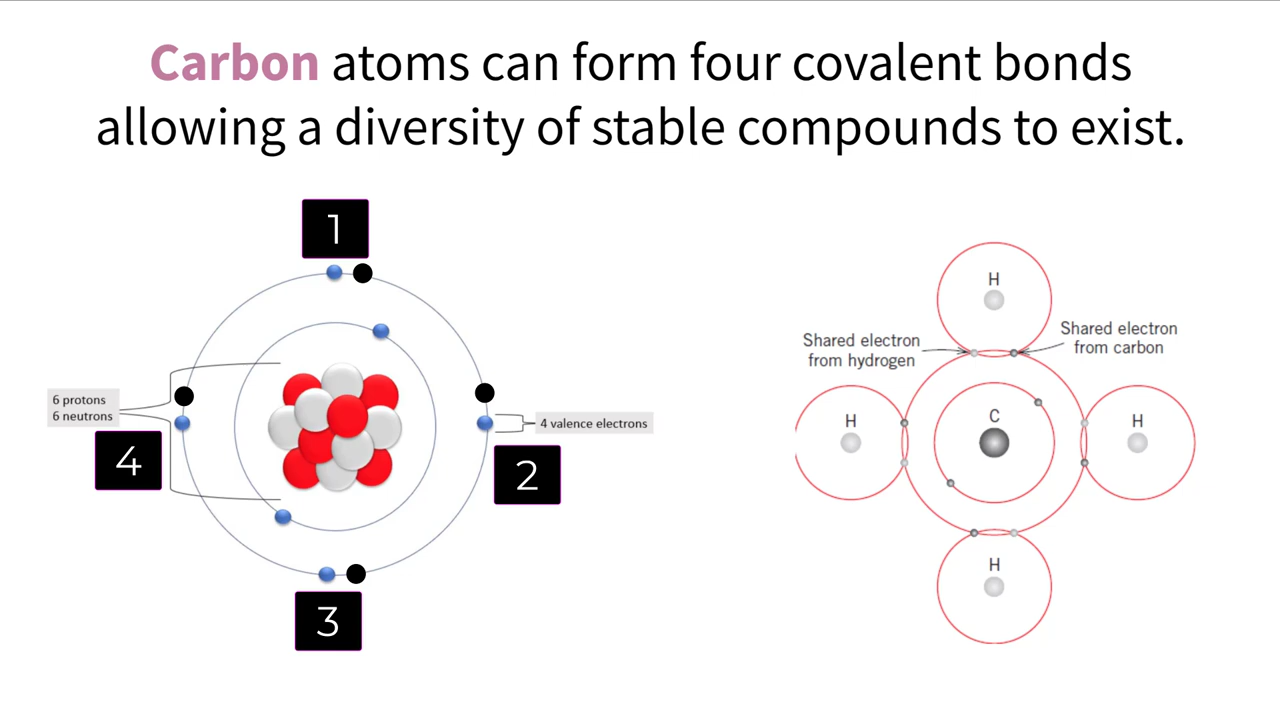 Carbon atoms can form four covalent bonds
allowing a diversity of stable compounds to exist.
1
6 protons
6 neutrons
4 valence electrons
4
2
3
H
Shared electron
from hydrogen
Shared electron
from carbon
H
C
H
H